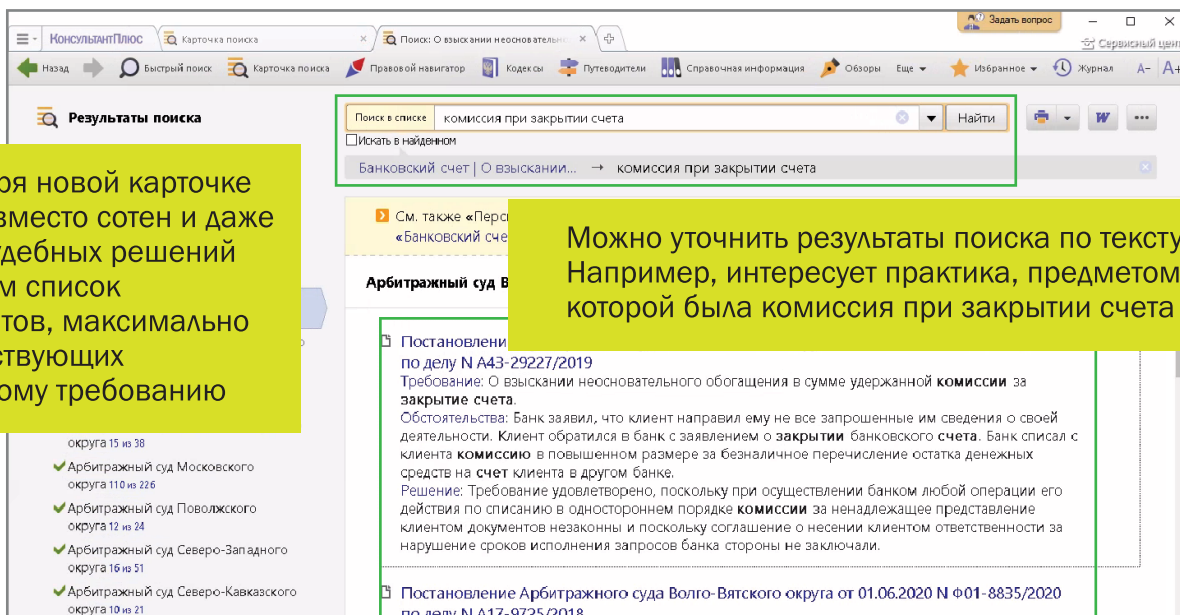 Задать вопрос
КонсультантПлюс
Карточка поиска
Поиск: О взыскании неосновательн
Сервисный цен
Назад
Быстрый поиск
Карточка поиска
Правовой навигатор
Кодексы
Путеводители
Справочная информация
Обзоры
Еще
Избранное
Журнал
А-
А+
Результаты поиска
Поиск в списке
комиссия при закрытии счета
Найти
W
Искать в найденном
Банковский счет | О взыскании... → комиссия при закрытии счета
ря новой карточке
вместо сотен и даже
удебных решений
м список
тов, максимально
ствующих
ому требованию
См. также «Перс
«Банковский сче
Можно уточнить результаты поиска по тексту
Например, интересует практика, предметом
которой была комиссия при закрытии счета
Арбитражный суд В
Постановлени
по делу N А43-29227/2019
Требование: О взыскании неосновательного обогащения в сумме удержанной комиссии за
закрытие счета.
Обстоятельства: Банк заявил, что клиент направил ему не все запрошенные им сведения о своей
деятельности. Клиент обратился в банк с заявлением о закрытии банковского счета. Банк списал с
клиента комиссию в повышенном размере за безналичное перечисление остатка денежных
средств на счет клиента в другом банке.
Решение: Требование удовлетворено, поскольку при осуществлении банком любой операции его
действия по списанию в одностороннем порядке комиссии за ненадлежащее представление
клиентом документов незаконны и поскольку соглашение о несении клиентом ответственности за
нарушение сроков исполнения запросов банка стороны не заключали.
Постановление Арбитражного суда Волго-Вятского округа от 01.06.2020 N Ф01-8835/2020
по делу N А17-9725/2018
округа 15 из 38
Арбитражный суд Московского
округа 110 из 226
Арбитражный суд Поволжского
округа 12 из 24
Арбитражный суд Северо-Западного
округа 16 из 51
Арбитражный суд Северо-Кавказского
округа 10 из 21